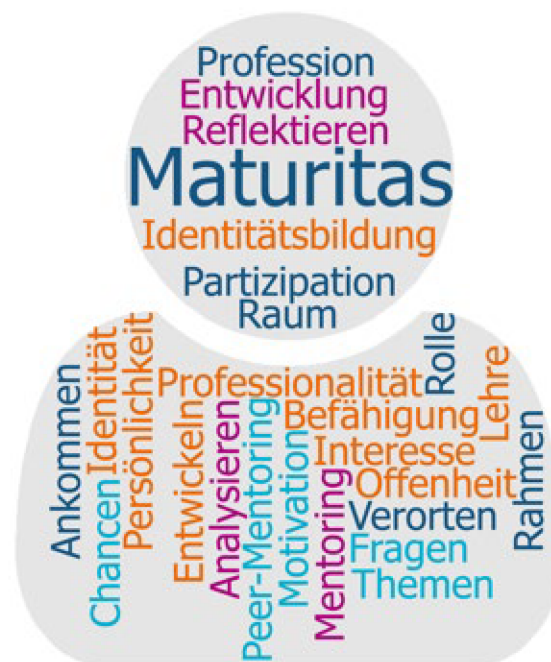 Profession
Entwicklung
Reflektieren
Maturitas
Identitätsbildung
Partizipation
Raum
Ankommen
Chancen
Identität
Persönlichkeit
Entwickeln
Analysieren
Peer-Mentoring
Motivation
Mentoring
Professionalität
Befähigung
Interesse
Offenheit
Verorten
Fragen
Themen
Rolle
Lehre
Rahmen